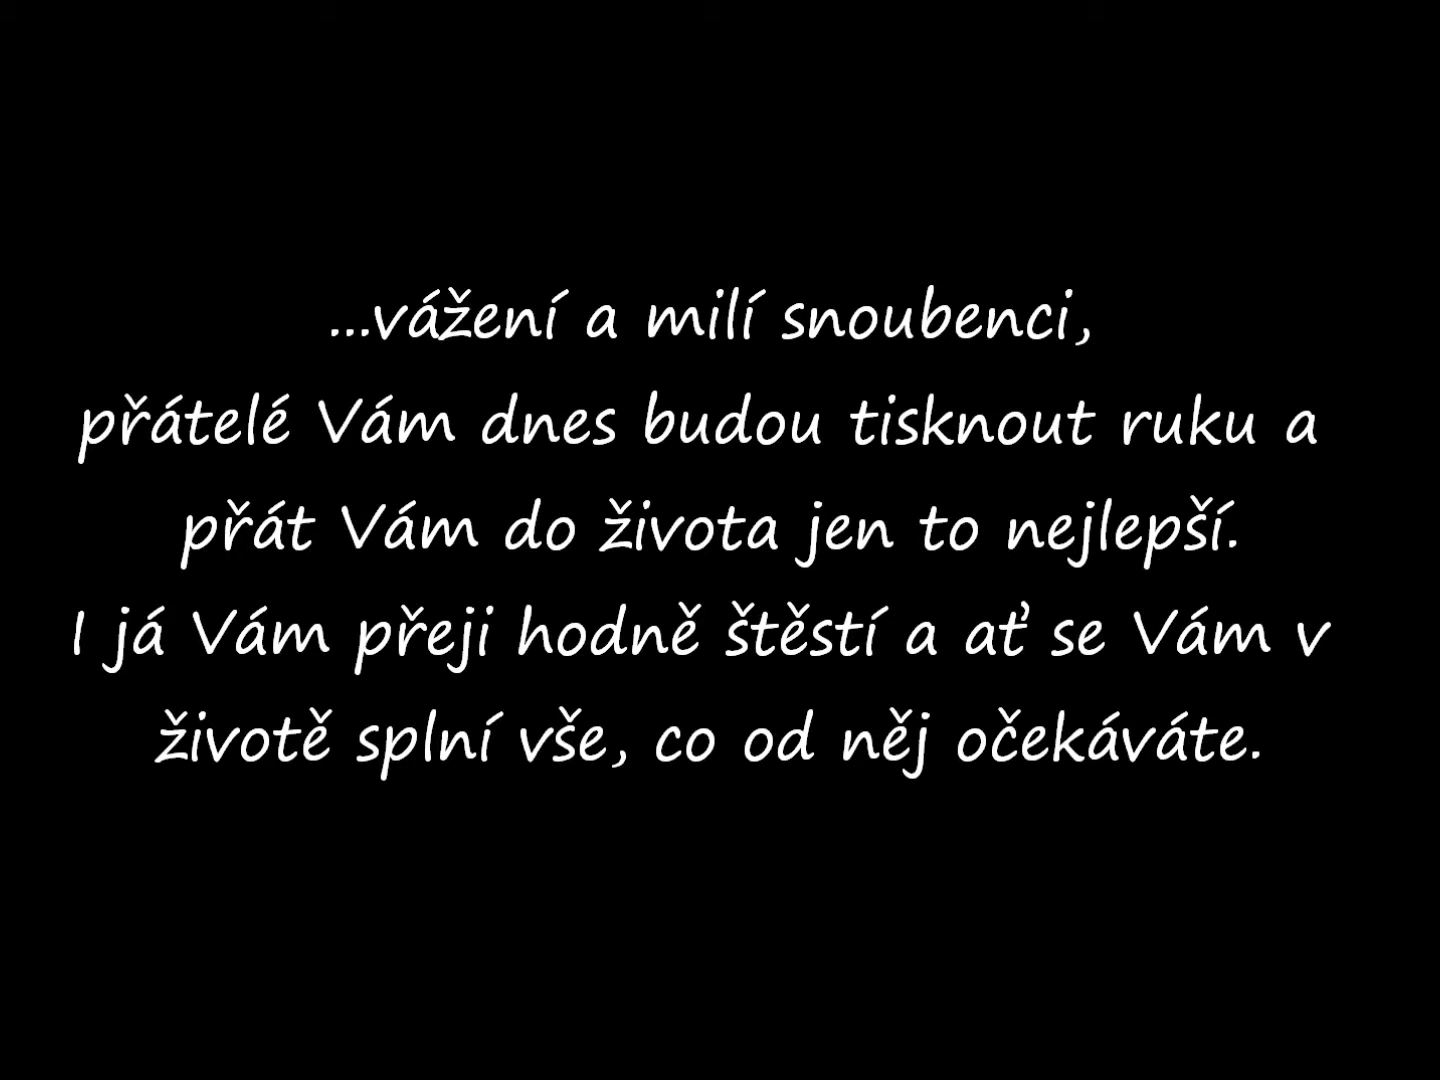 ...vážení a milí snoubenci,
přátelé Vám dnes budou tisknout ruku a
přát Vám do života jen to nejlepší.
I já Vám přeji hodně štěstí a ať se Vám v
životě splní vše, co od něj očekáváte.